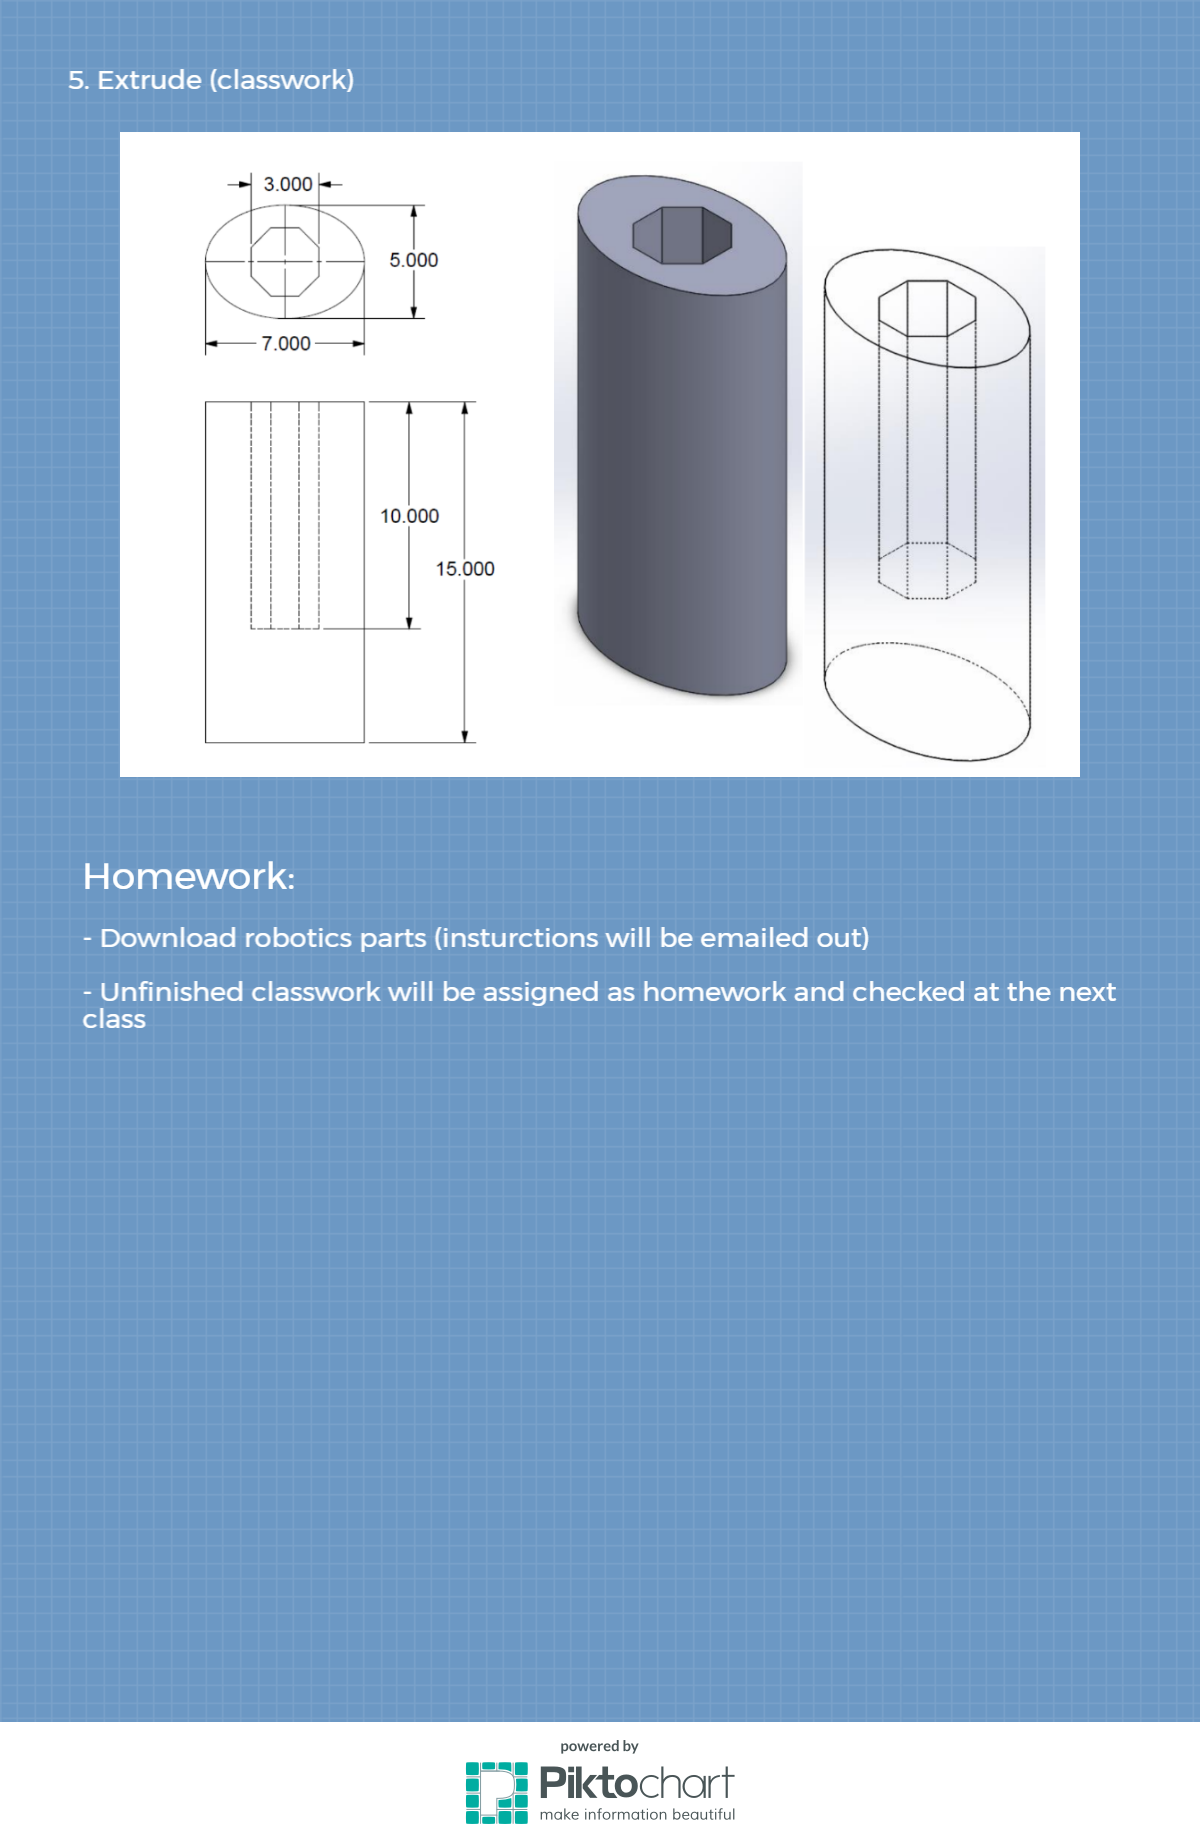 5. Extrude (classwork)
3.000
5.000
7.000
10.000
15.000
Homework:
- Download robotics parts (insturctions will be emailed out)
- Unfinished classwork will be assigned as homework and checked at the next
class
powered by
Piktochart
make information beautiful